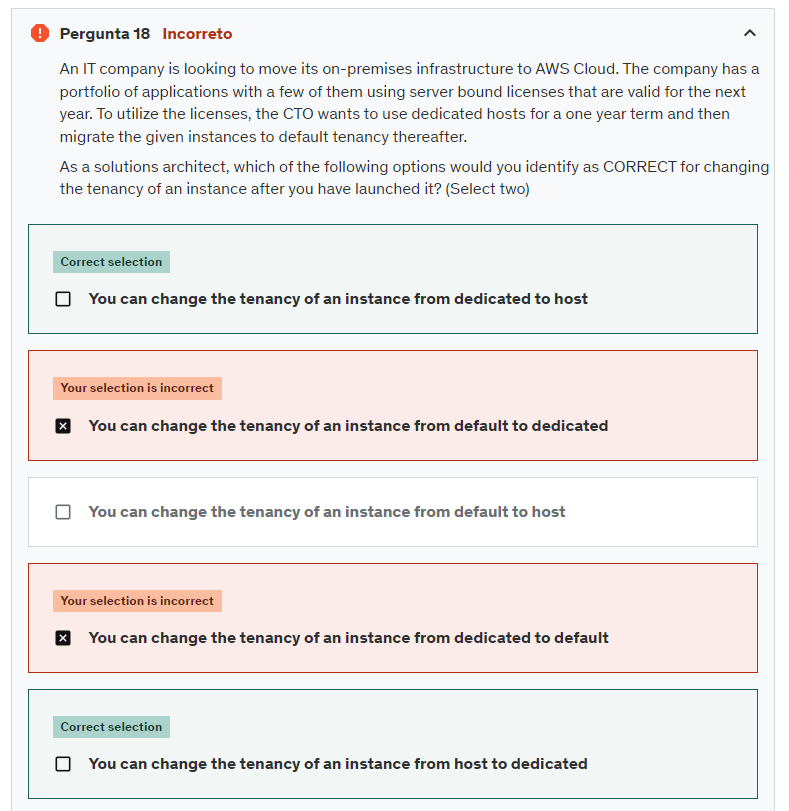 Pergunta 18 Incorreto
An IT company is looking to move its on-premises infrastructure to AWS Cloud. The company has a
portfolio of applications with a few of them using server bound licenses that are valid for the next
year. To utilize the licenses, the CTO wants to use dedicated hosts for a one year term and then
migrate the given instances to default tenancy thereafter.
As a solutions architect, which of the following options would you identify as CORRECT for changing
the tenancy of an instance after you have launched it? (Select two)
Correct selection
You can change the tenancy of an instance from dedicated to host
Your selection is incorrect
You can change the tenancy of an instance from default to dedicated
You can change the tenancy of an instance from default to host
Your selection is incorrect
You can change the tenancy of an instance from dedicated to default
Correct selection
You can change the tenancy of an instance from host to dedicated